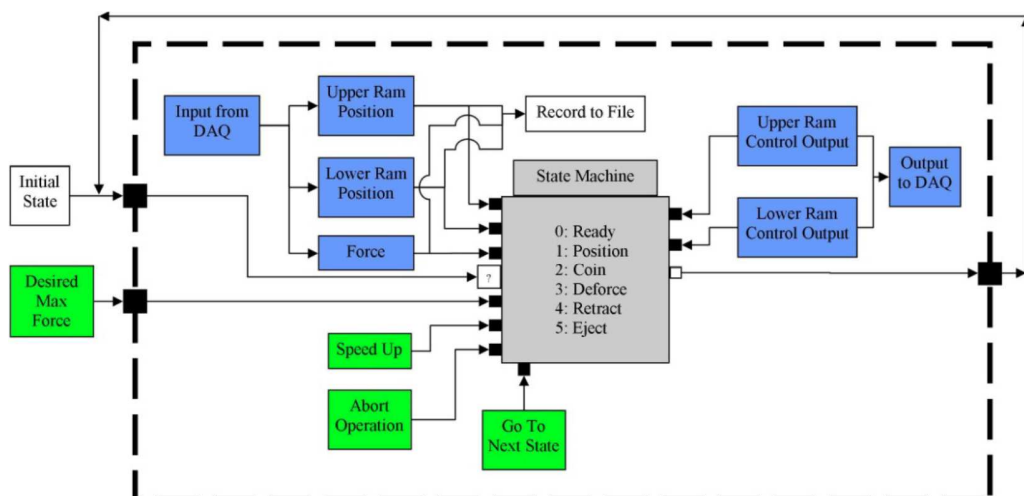 Input from
DAQ
Upper Ram
Position
Lower Ram
Position
Force
Record to File
Upper Ram
Control Output
Lower Ram
Control Output
Output
to DAQ
Initial
State
Desired
Max
Force
State Machine
0: Ready
1: Position
2: Coin
3: Deforce
4: Retract
5: Eject
?
Speed Up
Abort
Operation
Go To
Next State